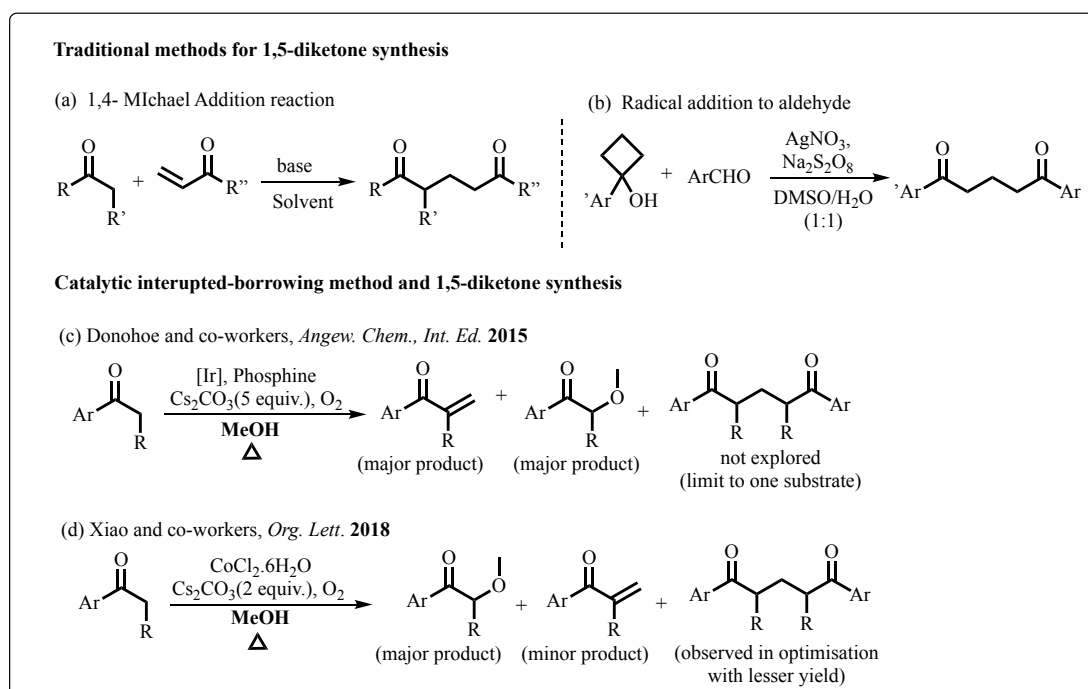 Traditional methods for 1,5-diketone synthesis
(a) 1,4- MIchael Addition reaction
O
R
R'
+
O
R''
base
Solvent
O
R
R'
O
R''
(b) Radical addition to aldehyde
'Ar
OH
+
ArCHO
AgNO3,
Na2S2O8
DMSO/H2O
(1:1)
O
'Ar
O
Ar
Catalytic interupted-borrowing method and 1,5-diketone synthesis
(c) Donohoe and co-workers, Angew. Chem., Int. Ed. 2015
O
Ar
R
[Ir], Phosphine
Cs2CO3(5 equiv.), O2
MeOH
Δ
O
Ar
R
(major product)
+
O
Ar
O
R
(major product)
+
O
Ar
R
R
O
Ar
not explored
(limit to one substrate)
(d) Xiao and co-workers, Org. Lett. 2018
O
Ar
R
CoCl2.6H2O
Cs2CO3(2 equiv.), O2
MeOH
Δ
O
Ar
O
R
(major product)
+
O
Ar
R
(minor product)
+
O
Ar
R
R
O
Ar
(observed in optimisation
with lesser yield)